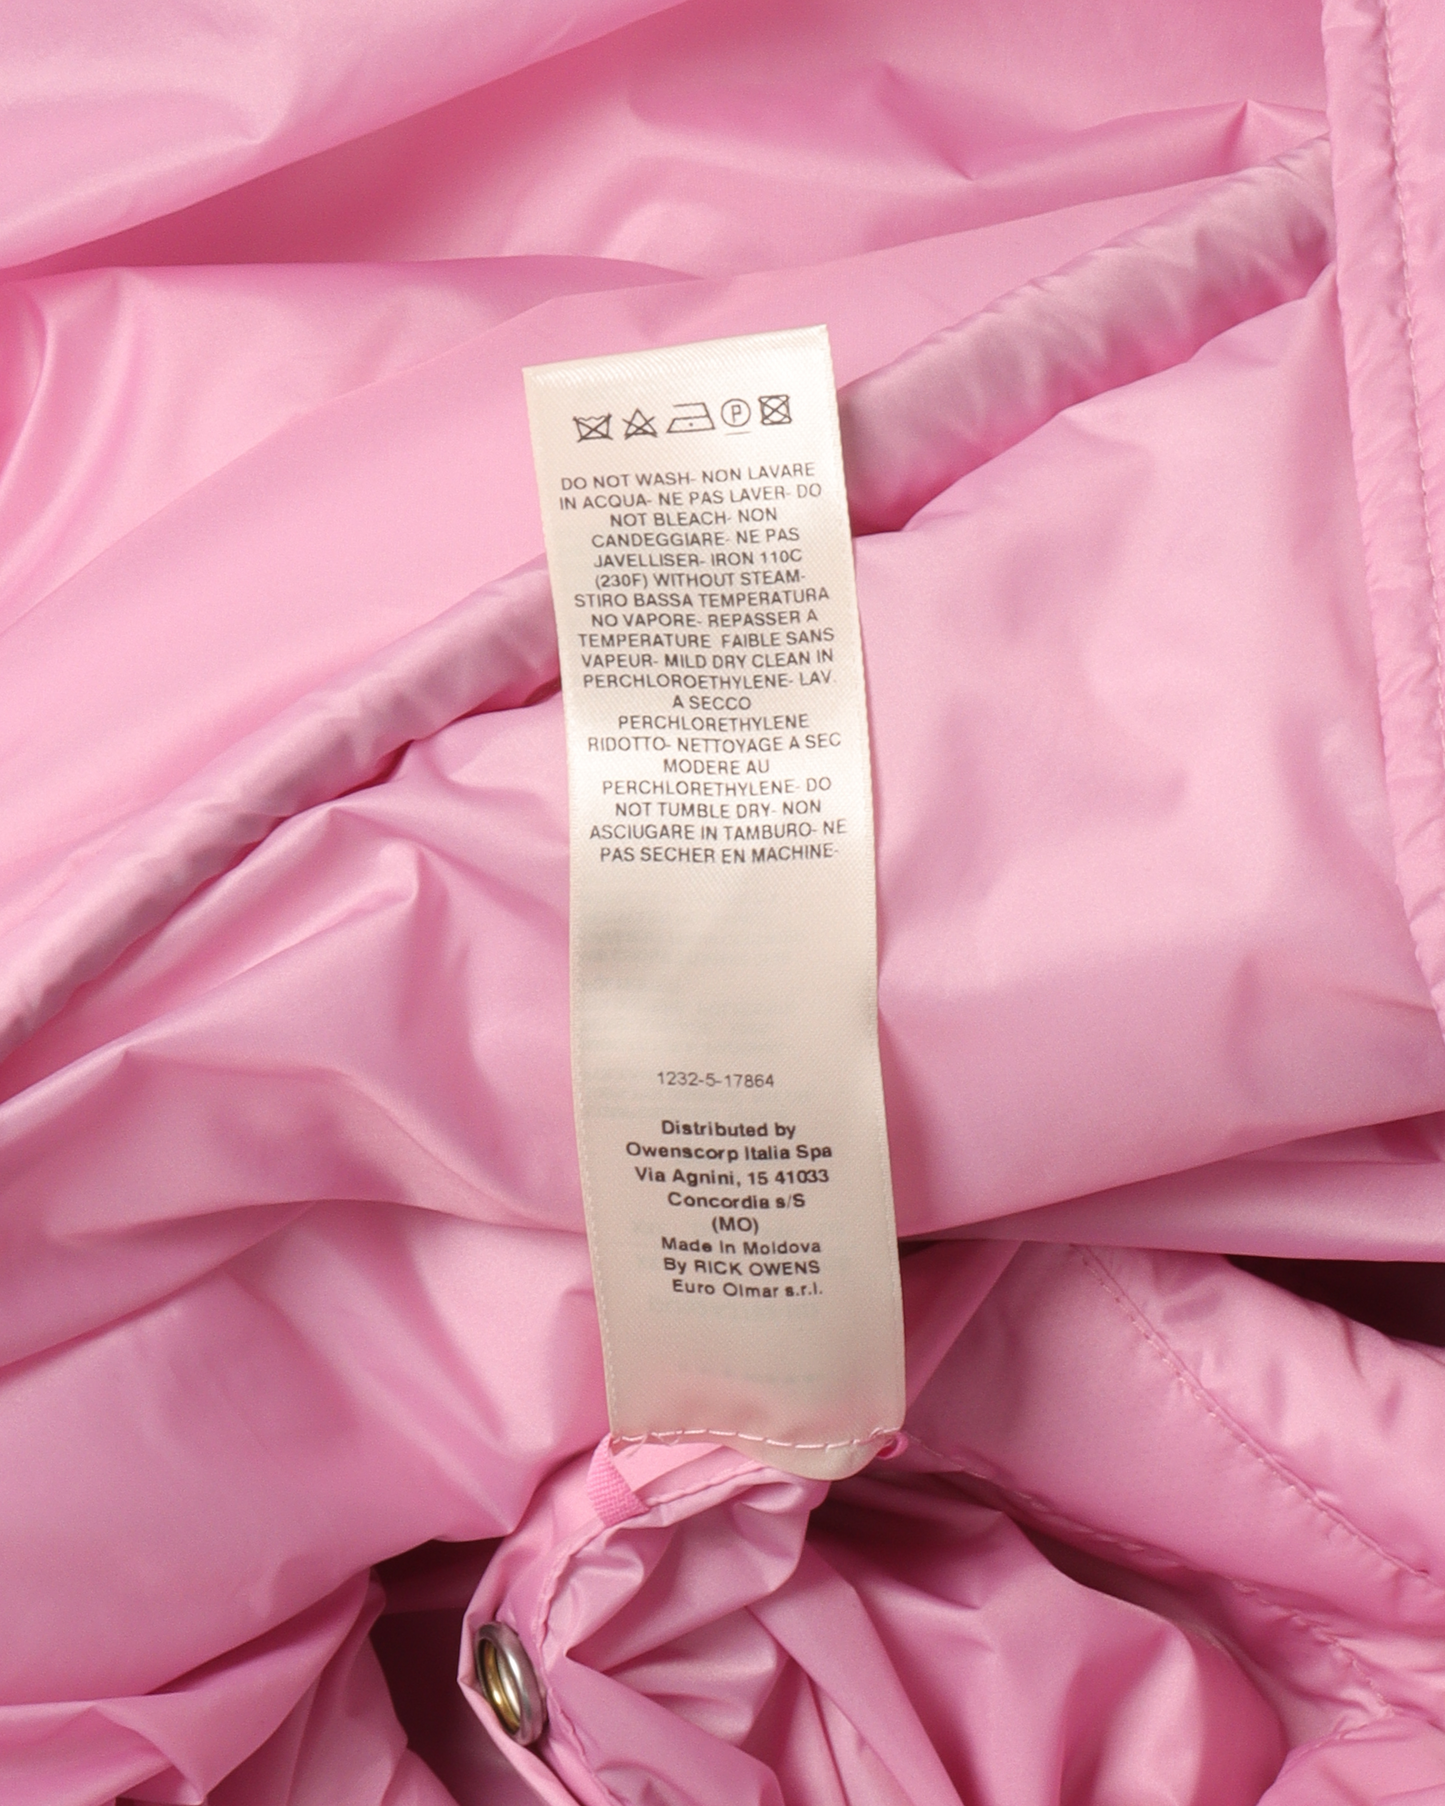 P
DO NOT WASH- NON LAVARE
IN ACQUA- NE PAS LAVER- DO
NOT BLEACH- NON
CANDEGGIARE- NE PAS
JAVELLISER- IRON 110C
(230F) WITHOUT STEAM-
STIRO BASSA TEMPERATURA
NO VAPORE- REPASSER A
TEMPERATURE FAIBLE SANS
VAPEUR- MILD DRY CLEAN IN
PERCHLOROETHYLENE- LAV.
A SECCO
PERCHLORETHYLENE
RIDOTTO- NETTOYAGE A SEC
MODERE AU
PERCHLORETHYLENE- DO
NOT TUMBLE DRY- NON
ASCIUGARE IN TAMBURO- NE
PAS SECHER EN MACHINE-
1232-5-17864
Distributed by
Owenscorp Italia Spa
Via Agnini, 15 41033
Concordia s/S
(MO)
Made in Moldova
By RICK OWENS
Euro Olmar s.r.l.